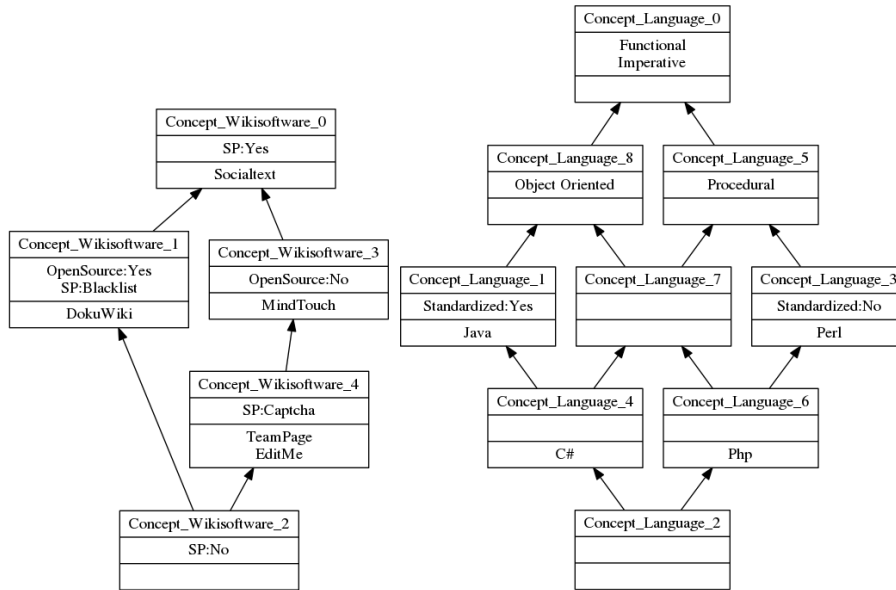 Concept_Wikisoftware_0
SP:Yes
Socialtext
Concept_Wikisoftware_1
OpenSource:Yes
SP:Blacklist
DokuWiki
Concept_Wikisoftware_3
OpenSource:No
MindTouch
Concept_Wikisoftware_4
SP:Captcha
TeamPage
EditMe
Concept_Wikisoftware_2
SP:No
Concept_Language_0
Functional
Imperative
Concept_Language_8
Object Oriented
Concept_Language_5
Procedural
Concept_Language_1
Standardized:Yes
Java
Concept_Language_7
Concept_Language_3
Standardized:No
Perl
Concept_Language_4
C#
Concept_Language_6
Php
Concept_Language_2